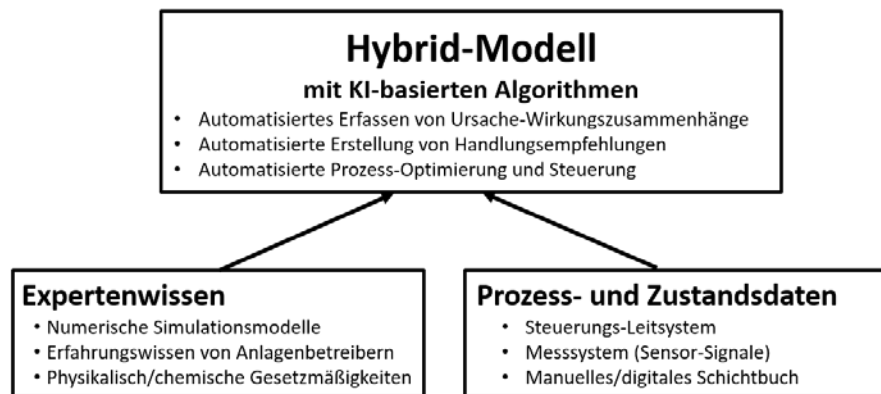 Hybrid-Modell
mit KI-basierten Algorithmen
• Automatisiertes Erfassen von Ursache-Wirkungszusammenhänge
• Automatisierte Erstellung von Handlungsempfehlungen
• Automatisierte Prozess-Optimierung und Steuerung
Expertenwissen
• Numerische Simulationsmodelle
• Erfahrungswissen von Anlagenbetreibern
• Physikalisch/chemische Gesetzmäßigkeiten
Prozess- und Zustandsdaten
• Steuerungs-Leitsystem
• Messsystem (Sensor-Signale)
• Manuelles/digitales Schichtbuch